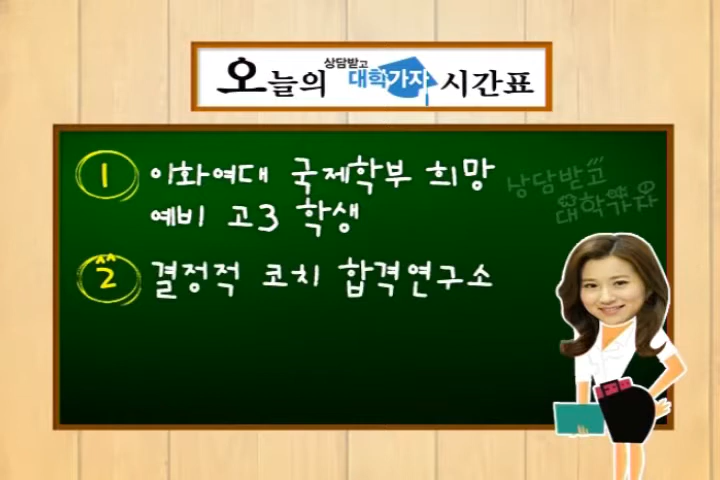 오늘의 상담받고 대학가자 시간표
1 이화여대 국제학부 희망
예비 고3 학생
2 결정적 코치 합격연구소
상담받고
대학가자